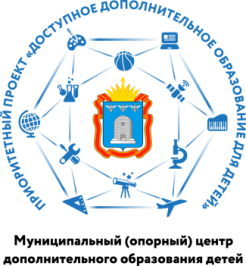 ПРИОРИТЕТНЫЙ ПРОЕКТ «ДОСТУПНОЕ ДОПОЛНИТЕЛЬНОЕ ОБРАЗОВАНИЕ ДЛЯ ДЕТЕЙ»
Муниципальный (опорный) центр
дополнительного образования детей